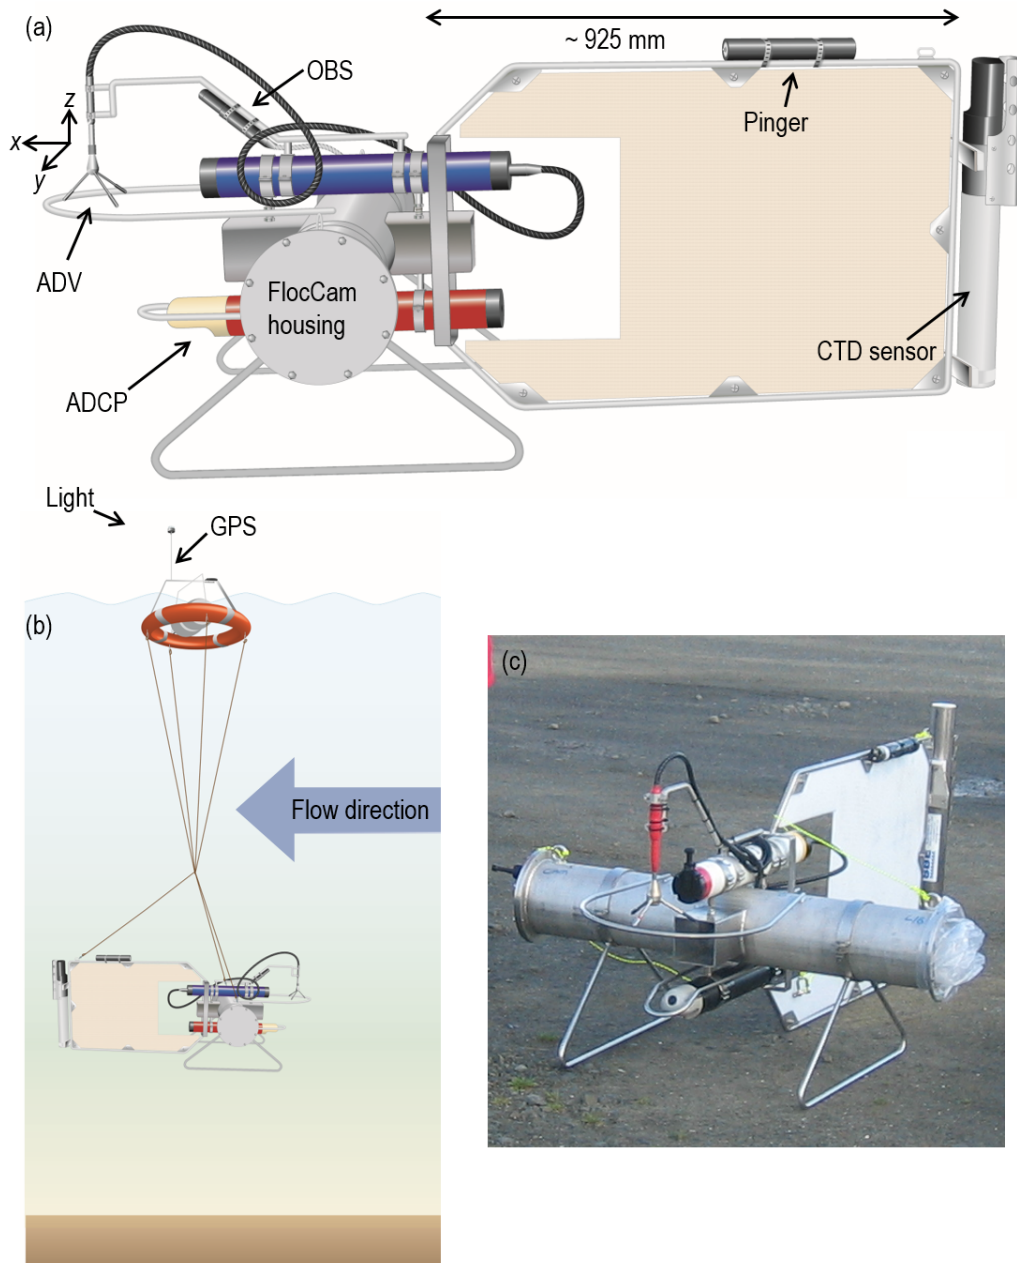 (a)
~ 925 mm
OBS
Pinger
z
x
y
ADV
FlocCam
housing
CTD sensor
ADCP
Light
GPS
(b)
Flow direction
(c)